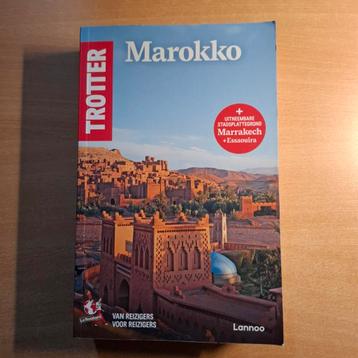 TROTTER
Marokko
+
UITNEEMBARE
STADSPLATTEGROND
Marrakech
+ Essaouira
VAN REIZIGERS
VOOR REIZIGERS
Lannoo